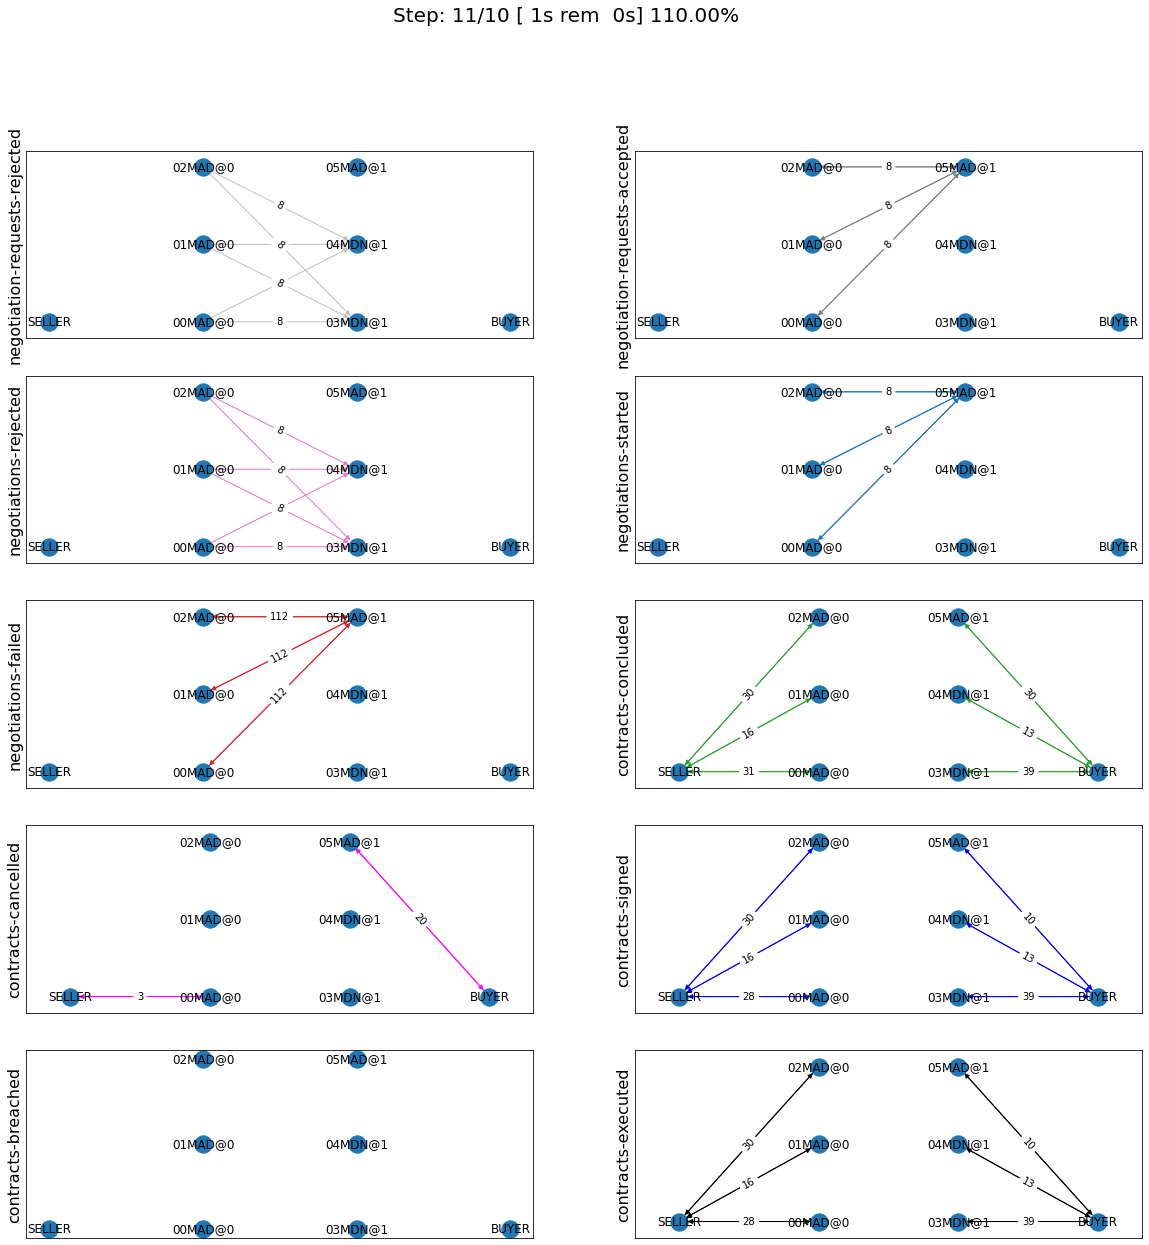 Step: 11/10 [ 1s rem  0s] 110.00%
negotiation-requests-rejected
02MAD@0 05MAD@1
8
01MAD@0 8 04MDN@1
8
SELLER 00MAD@0 8 03MDN@1 BUYER
negotiation-requests-accepted
02MAD@0 8 05MAD@1
8
01MAD@0 8 04MDN@1
SELLER 00MAD@0 03MDN@1 BUYER
negotiations-rejected
02MAD@0 05MAD@1
8
01MAD@0 8 04MDN@1
8
SELLER 00MAD@0 8 03MDN@1 BUYER
negotiations-started
02MAD@0 8 05MAD@1
8
01MAD@0 8 04MDN@1
SELLER 00MAD@0 03MDN@1 BUYER
negotiations-failed
02MAD@0 112 05MAD@1
112
01MAD@0 112 04MDN@1
SELLER 00MAD@0 03MDN@1 BUYER
contracts-concluded
02MAD@0 05MAD@1
30 01MAD@0 04MDN@1 30
16 13
SELLER 31 00MAD@0 03MDN@1 39 BUYER
contracts-cancelled
02MAD@0 05MAD@1
01MAD@0 04MDN@1 20
SELLER 3 00MAD@0 03MDN@1 BUYER
contracts-signed
02MAD@0 05MAD@1
30 01MAD@0 04MDN@1 10
16 13
SELLER 28 00MAD@0 03MDN@1 39 BUYER
contracts-breached
02MAD@0 05MAD@1
01MAD@0 04MDN@1
SELLER 00MAD@0 03MDN@1 BUYER
contracts-executed
02MAD@0 05MAD@1
30 01MAD@0 04MDN@1 10
16 13
SELLER 28 00MAD@0 03MDN@1 39 BUYER